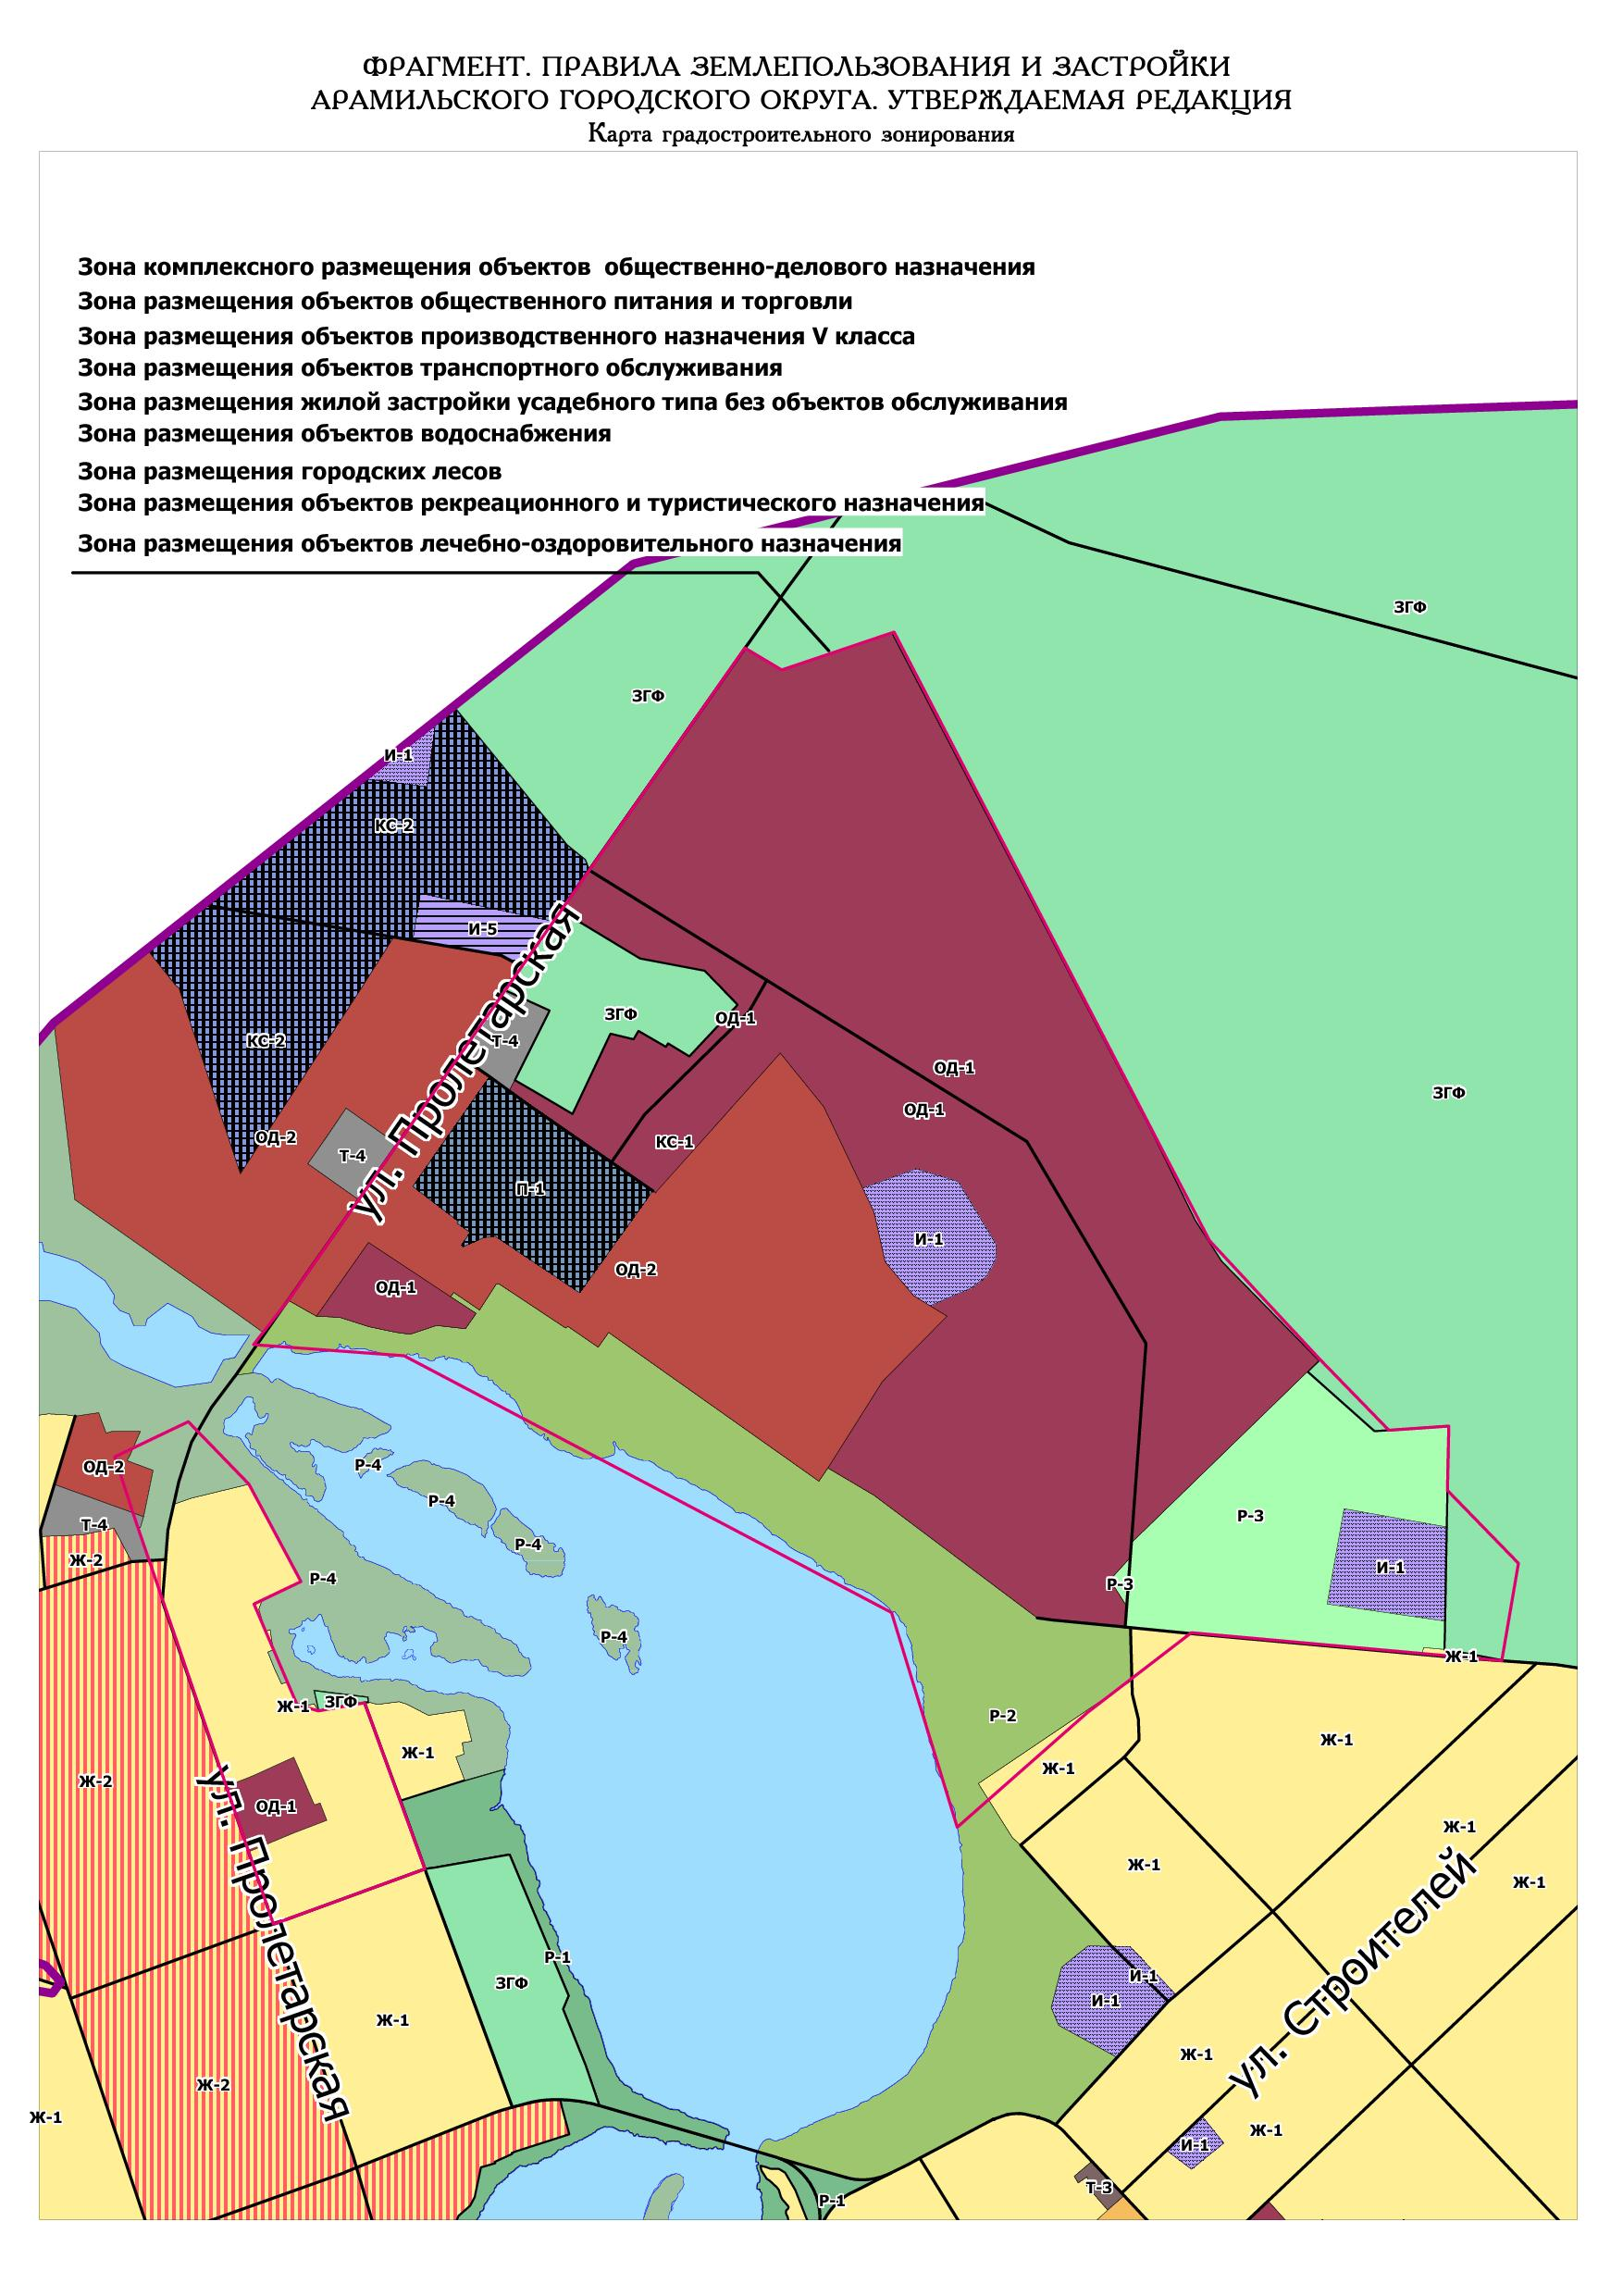 ФРАГМЕНТ. ПРАВИЛА ЗЕМЛЕПОЛЬЗОВАНИЯ И ЗАСТРОЙКИ
АРАМИЛЬСКОГО ГОРОДСКОГО ОКРУГА. УТВЕРЖДАЕМАЯ РЕДАКЦИЯ
Карта градостроительного зонирования
Зона комплексного размещения объектов общественно-делового назначения
Зона размещения объектов общественного питания и торговли
Зона размещения объектов производственного назначения V класса
Зона размещения объектов транспортного обслуживания
Зона размещения жилой застройки усадебного типа без объектов обслуживания
Зона размещения объектов водоснабжения
Зона размещения городских лесов
Зона размещения объектов рекреационного и туристического назначения
Зона размещения объектов лечебно-оздоровительного назначения
ЗГФ
ЗГФ
И-1
КС-2
И-5
ул. Пролетарская
ЗГФ
ОД-1
КС-2
Т-4
ОД-1
ЗГФ
ОД-1
ОД-2
КС-1
Т-4
П-1
И-1
ОД-2
ОД-1
Р-4
ОД-2
Р-4
Р-3
Т-4
Р-4
Ж-2
И-1
Р-4
Р-3
Р-4
Ж-1
Ж-1
ЗГФ
Р-2
Ж-1
Ж-1
Ж-1
Ж-2
ул. Пролетарская
ОД-1
Ж-1
Ж-1
Ж-1
ул. Строителей
Р-1
И-1
ЗГФ
И-1
Ж-1
Ж-1
Ж-2
Ж-1
Ж-1
И-1
Т-3
Р-1